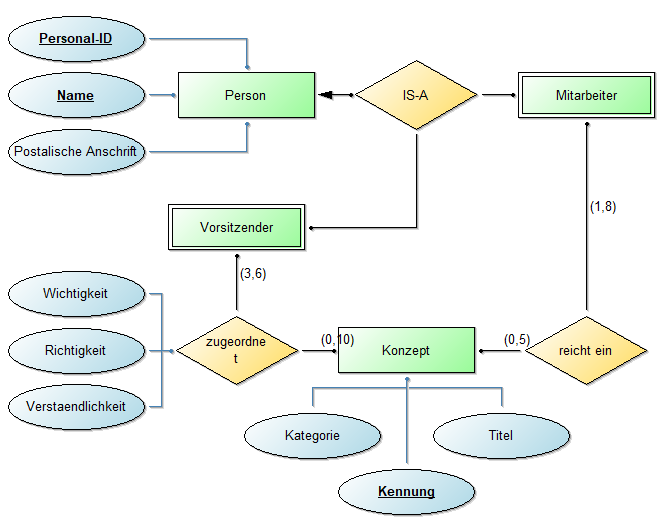 Personal-ID
Name
Person
IS-A
Mitarbeiter
Postalische Anschrift
(1,8)
Vorsitzender
(3,6)
Wichtigkeit
zugeordne
t
(0,10)
Konzept
(0,5)
reicht ein
Richtigkeit
Verstaendlichkeit
Kategorie
Titel
Kennung